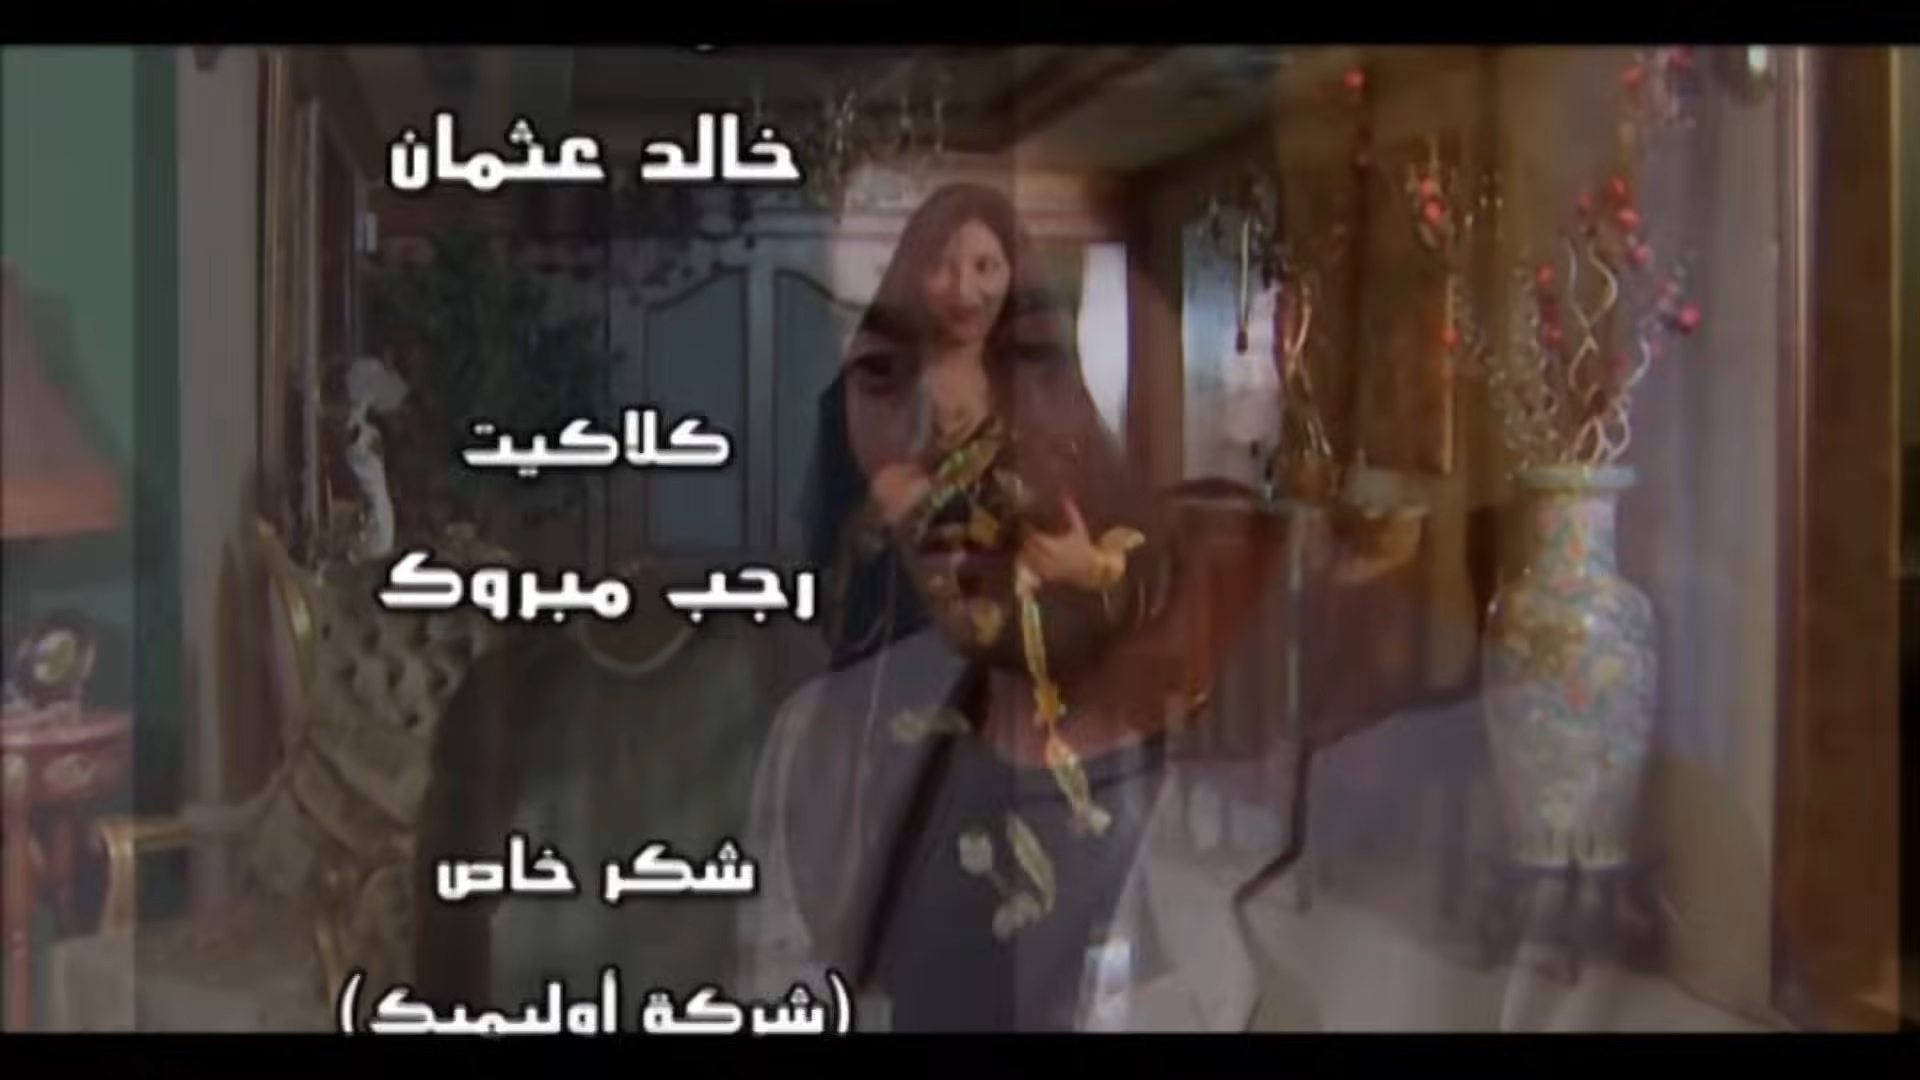 خالد عثمان
كلاكيت
رجب مبروك
شكر خاص
(شركة أوليمبك)